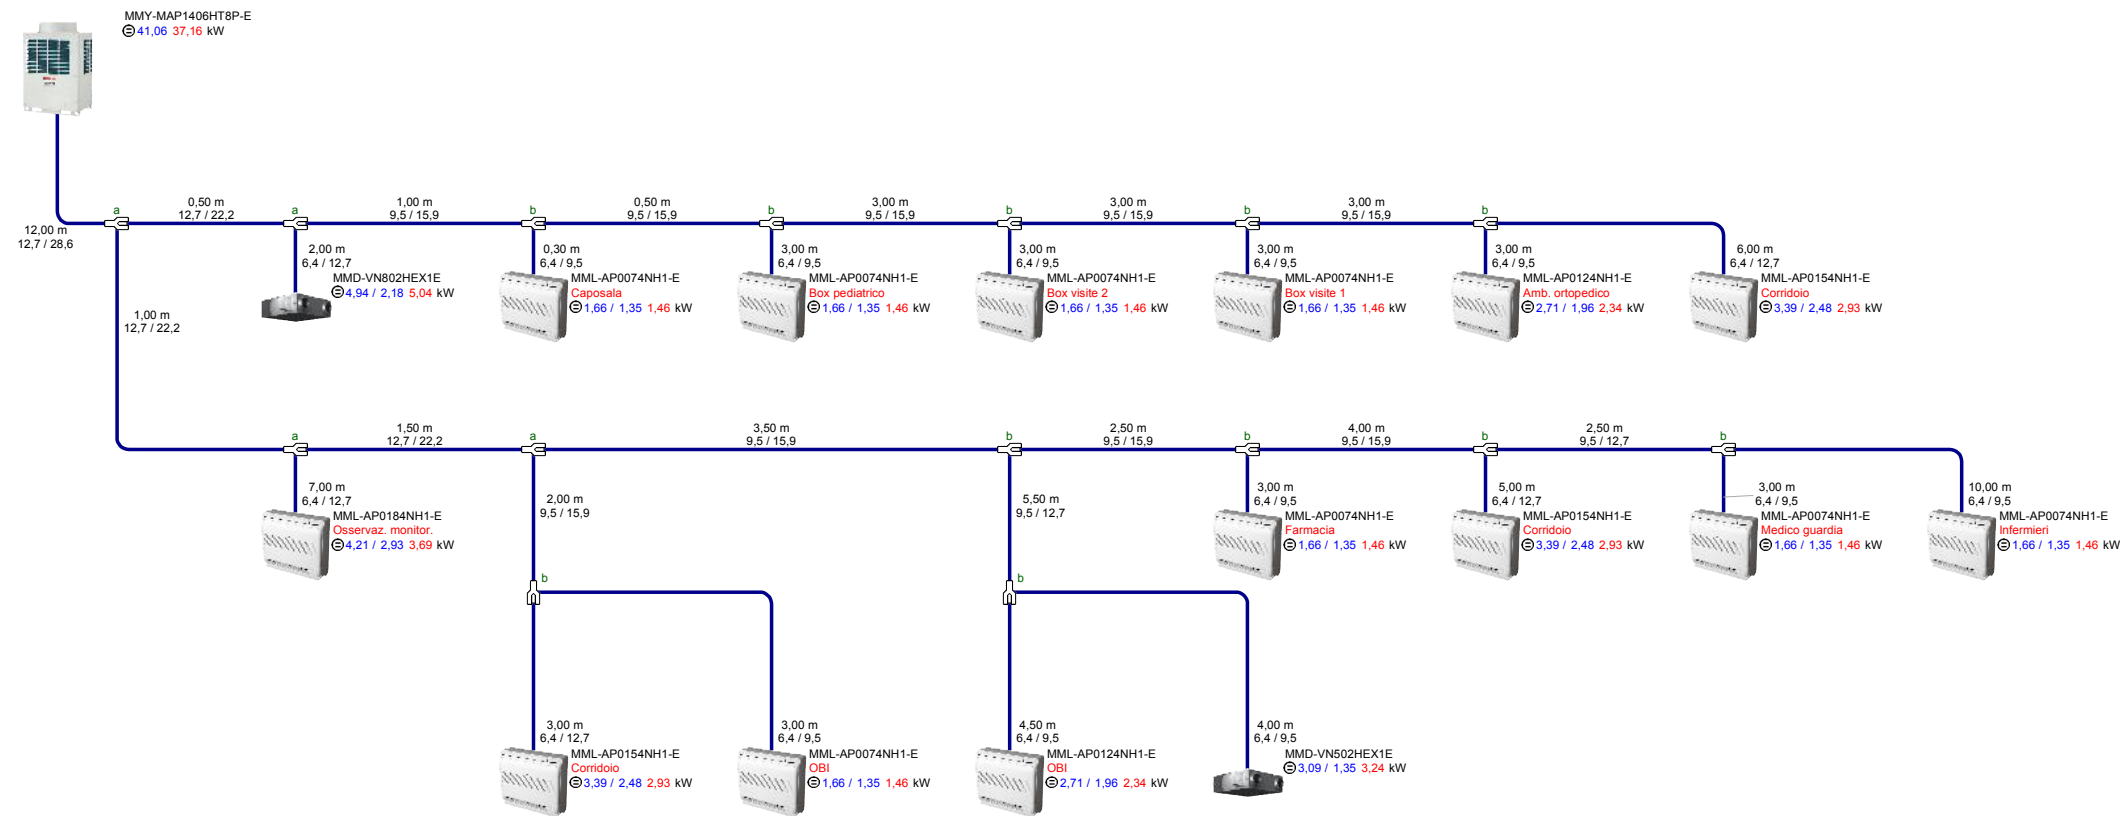 MMY-MAP1406HT8P-E
41,06 37,16 kW
12,00 m
12,7 / 28,6
a
0,50 m
12,7 / 22,2
a
1,00 m
9,5 / 15,9
b
0,50 m
9,5 / 15,9
b
3,00 m
9,5 / 15,9
b
3,00 m
9,5 / 15,9
b
3,00 m
9,5 / 15,9
b
2,00 m
6,4 / 12,7
MMD-VN802HEX1E
4,94 / 2,18 5,04 kW
0,30 m
6,4 / 9,5
MML-AP0074NH1-E
Caposala
1,66 / 1,35 1,46 kW
3,00 m
6,4 / 9,5
MML-AP0074NH1-E
Box pediatrico
1,66 / 1,35 1,46 kW
3,00 m
6,4 / 9,5
MML-AP0074NH1-E
Box visite 2
1,66 / 1,35 1,46 kW
3,00 m
6,4 / 9,5
MML-AP0074NH1-E
Box visite 1
1,66 / 1,35 1,46 kW
3,00 m
6,4 / 9,5
MML-AP0124NH1-E
Amb. ortopedico
2,71 / 1,96 2,34 kW
6,00 m
6,4 / 12,7
MML-AP0154NH1-E
Corridoio
3,39 / 2,48 2,93 kW
1,00 m
12,7 / 22,2
a
1,50 m
12,7 / 22,2
a
3,50 m
9,5 / 15,9
b
2,50 m
9,5 / 15,9
b
4,00 m
9,5 / 15,9
b
2,50 m
9,5 / 12,7
b
7,00 m
6,4 / 12,7
MML-AP0184NH1-E
Osservaz. monitor.
4,21 / 2,93 3,69 kW
2,00 m
9,5 / 15,9
5,50 m
9,5 / 12,7
3,00 m
6,4 / 9,5
MML-AP0074NH1-E
Farmacia
1,66 / 1,35 1,46 kW
5,00 m
6,4 / 12,7
MML-AP0154NH1-E
Corridoio
3,39 / 2,48 2,93 kW
3,00 m
6,4 / 9,5
MML-AP0074NH1-E
Medico guardia
1,66 / 1,35 1,46 kW
10,00 m
6,4 / 9,5
MML-AP0074NH1-E
Infermieri
1,66 / 1,35 1,46 kW
b
b
3,00 m
6,4 / 12,7
MML-AP0154NH1-E
Corridoio
3,39 / 2,48 2,93 kW
3,00 m
6,4 / 9,5
MML-AP0074NH1-E
OBI
1,66 / 1,35 1,46 kW
4,50 m
6,4 / 9,5
MML-AP0124NH1-E
OBI
2,71 / 1,96 2,34 kW
4,00 m
6,4 / 9,5
MMD-VN502HEX1E
3,09 / 1,35 3,24 kW